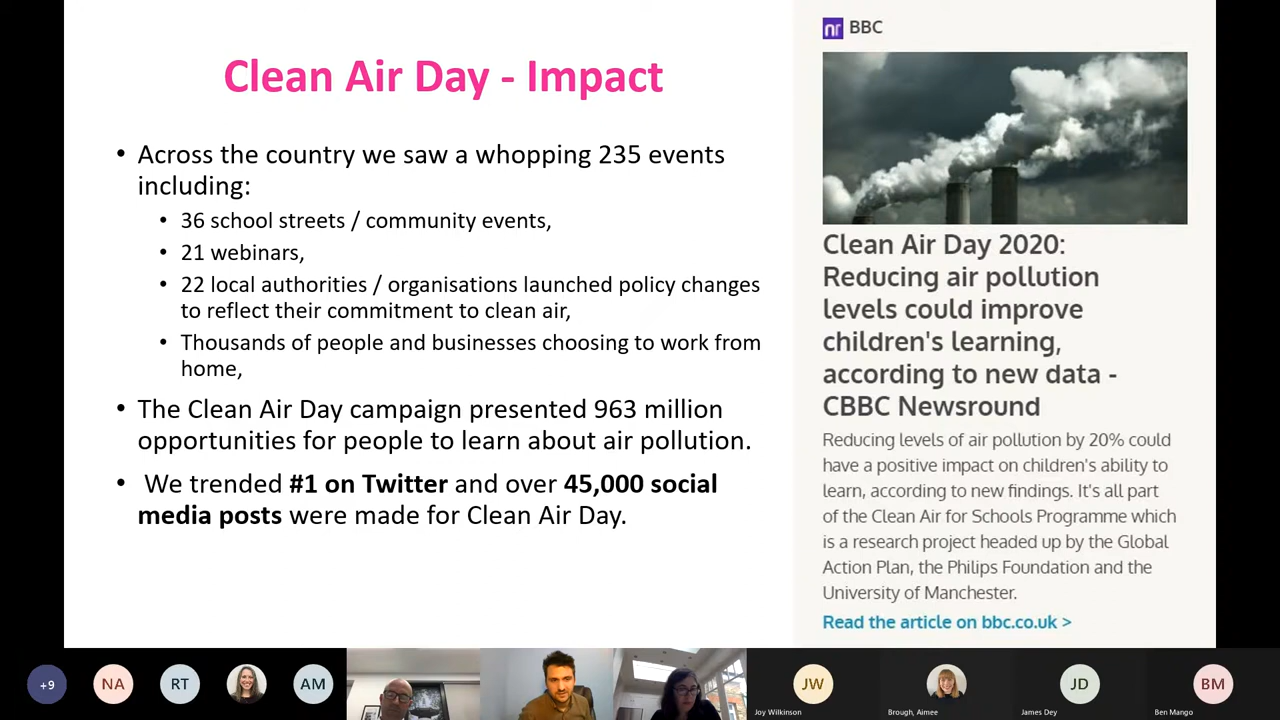 Clean Air Day - Impact
• Across the country we saw a whopping 235 events
including:
• 36 school streets / community events,
• 21 webinars,
• 22 local authorities / organisations launched policy changes
to reflect their commitment to clean air,
• Thousands of people and businesses choosing to work from
home,
• The Clean Air Day campaign presented 963 million
opportunities for people to learn about air pollution.
• We trended #1 on Twitter and over 45,000 social
media posts were made for Clean Air Day.
nr BBC
Clean Air Day 2020:
Reducing air pollution
levels could improve
children's learning,
according to new data -
CBBC Newsround
Reducing levels of air pollution by 20% could
have a positive impact on children's ability to
learn, according to new findings. It's all part
of the Clean Air for Schools Programme which
is a research project headed up by the Global
Action Plan, the Philips Foundation and the
University of Manchester.
Read the article on bbc.co.uk >
+9 NA RT AM JW JD BM
Joy Wilkinson Brough, Aimee James Dey Ben Mango